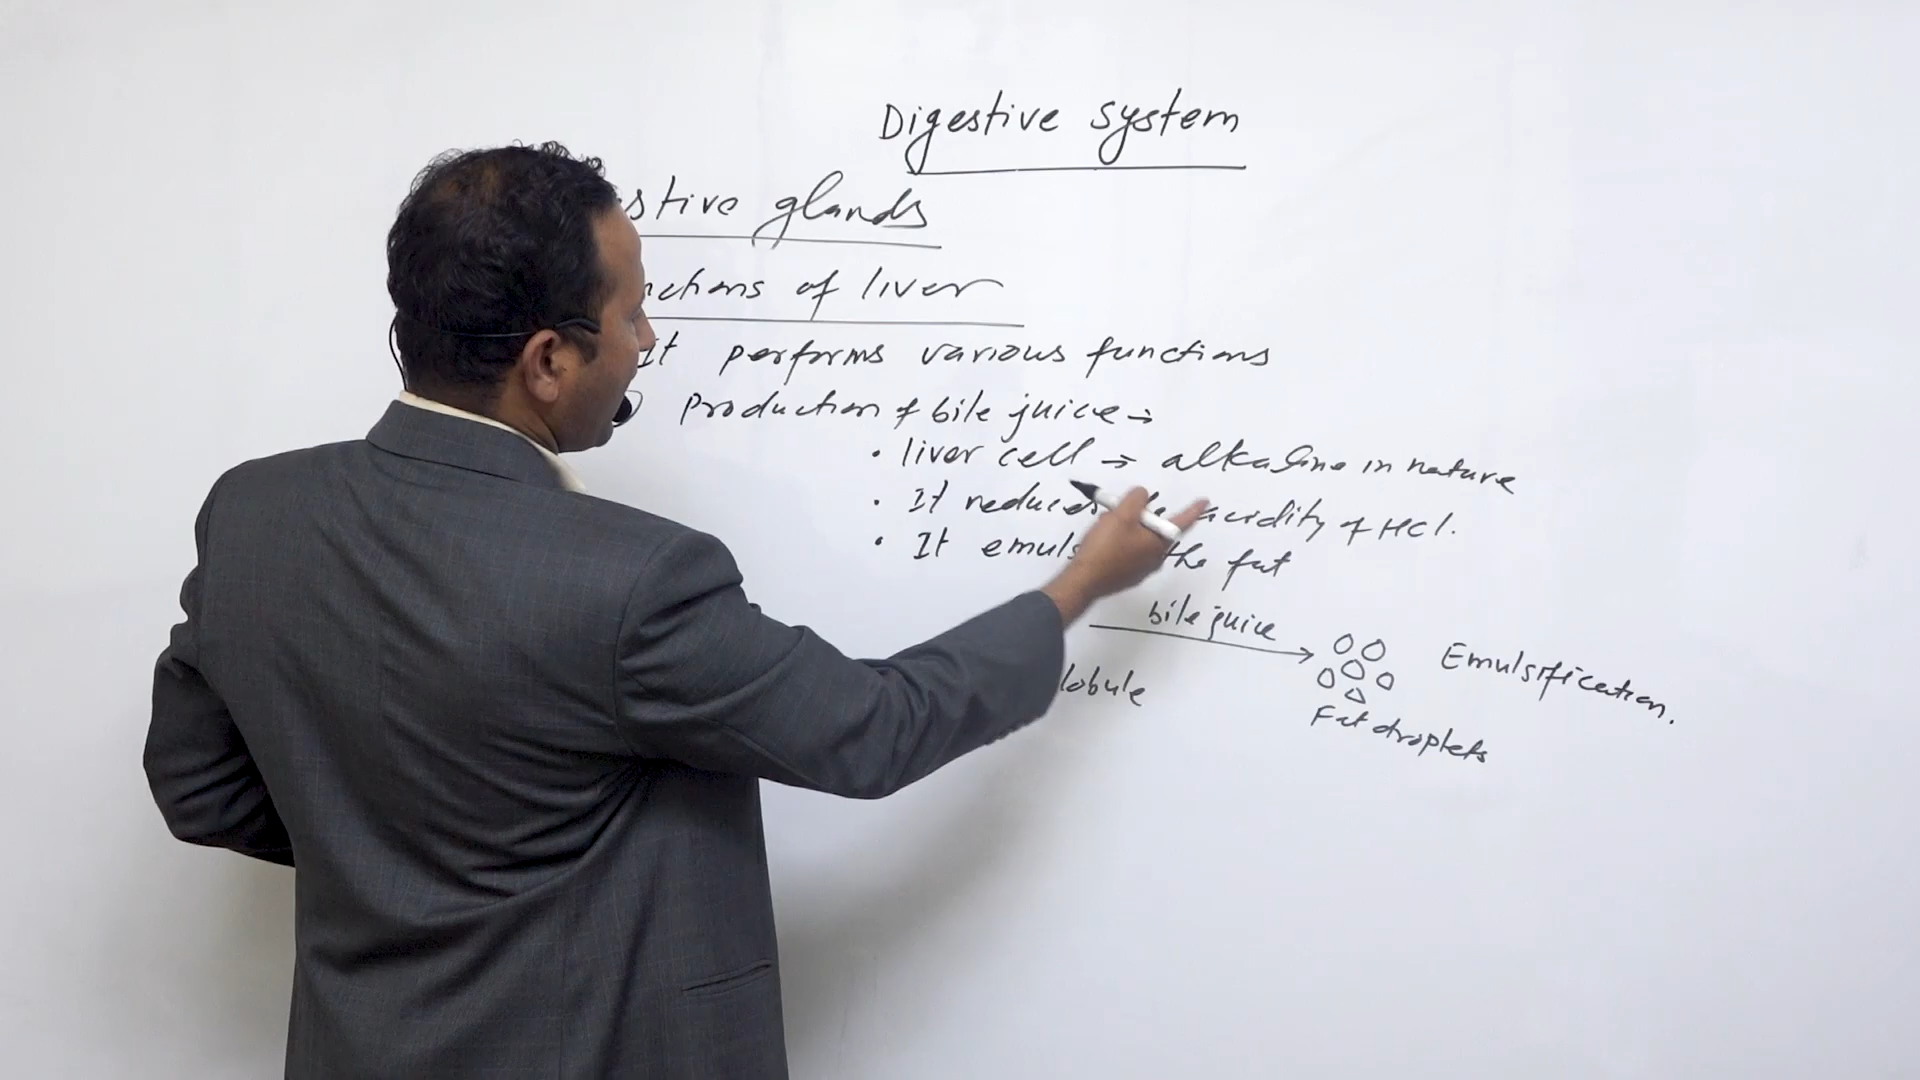 Digestive system
stive glands
nctions of liver
It performs various functions
Production of bile juice →
• liver cell → alkaline in nature
• It reduces acidity of HCl.
• It emuls the fat
bile juice
Emulsification.
lobule
Fat droplets